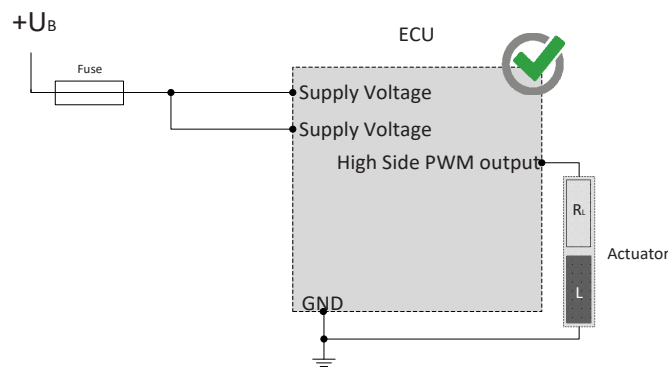 +UB
ECU
Fuse
Supply Voltage
Supply Voltage
High Side PWM output
RL
Actuator
L
GND